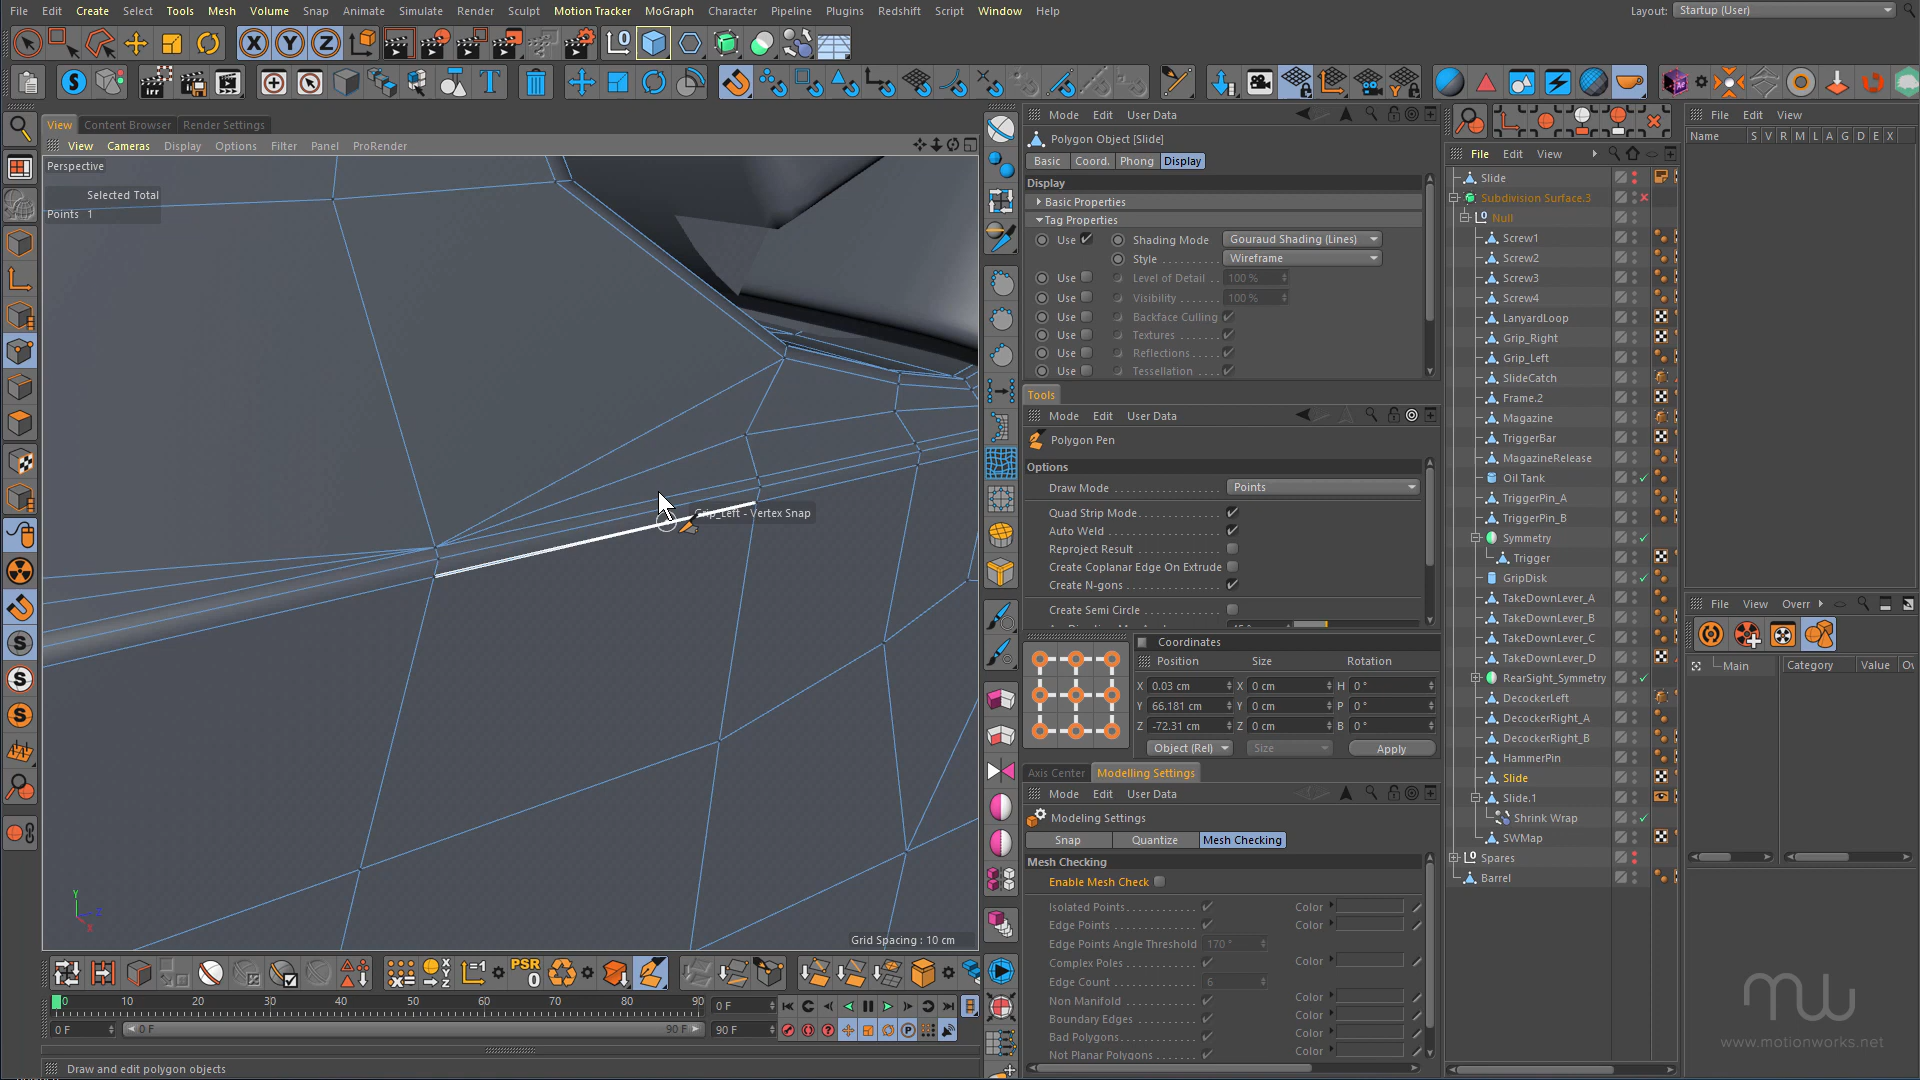 File Edit Create Select Tools Mesh Volume Snap Animate Simulate Render Sculpt Motion Tracker MoGraph Character Pipeline Plugins Redshift Script Window Help
Layout: Startup (User)
View Content Browser Render Settings
View Cameras Display Options Filter Panel ProRender
Perspective
Selected Total
Points 1
Grip_Left - Vertex Snap
Grid Spacing : 10 cm
PSR
0
0 10 20 30 40 50 60 70 80 90 0 F
0 F 0 F 90 F 90 F
Draw and edit polygon objects
Mode Edit User Data
Polygon Object [Slide]
Basic Coord. Phong Display
Display
Basic Properties
Tag Properties
Use Shading Mode Gouraud Shading (Lines)
Style Wireframe
Use Level of Detail 100 %
Use Visibility 100 %
Use Backface Culling
Use Textures
Use Reflections
Use Tessellation
Tools
Mode Edit User Data
Polygon Pen
Options
Draw Mode Points
Quad Strip Mode
Auto Weld
Reproject Result
Create Coplanar Edge On Extrude
Create N-gons
Create Semi Circle
Coordinates
Position Size Rotation
X 0.03 cm X 0 cm H 0 °
Y 66.181 cm Y 0 cm P 0 °
Z -72.31 cm Z 0 cm B 0 °
Object (Rel) Size Apply
Axis Center Modelling Settings
Mode Edit User Data
Modeling Settings
Snap Quantize Mesh Checking
Mesh Checking
Enable Mesh Check
Isolated Points Color
Edge Points Color
Edge Points Angle Threshold 170 °
Complex Poles Color
Edge Count 6
Non Manifold Color
Boundary Edges Color
Bad Polygons Color
Not Planar Polygons Color
File Edit View
Slide
Subdivision Surface.3
Null
Screw1
Screw2
Screw3
Screw4
LanyardLoop
Grip_Right
Grip_Left
SlideCatch
Frame.2
Magazine
TriggerBar
MagazineRelease
Oil Tank
TriggerPin_A
TriggerPin_B
Symmetry
Trigger
GripDisk
TakeDownLever_A
TakeDownLever_B
TakeDownLever_C
TakeDownLever_D
RearSight_Symmetry
DecockerLeft
DecockerRight_A
DecockerRight_B
HammerPin
Slide
Slide.1
Shrink Wrap
SWMap
Spares
Barrel
File Edit View
Name S V R M L A G D E X
File View Overr
Main Category Value
www.motionworks.net